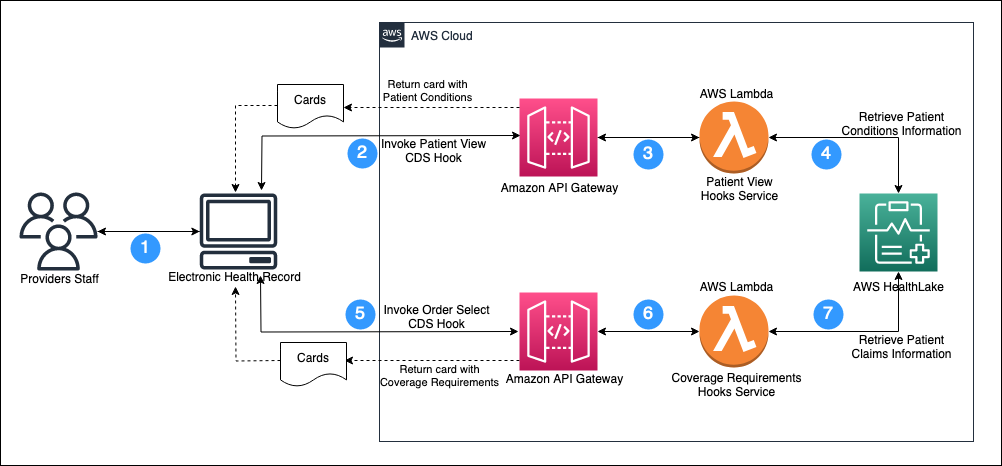 aws
AWS Cloud
Cards
Return card with
Patient Conditions
2
Invoke Patient View
CDS Hook
Amazon API Gateway
3
AWS Lambda
Patient View
Hooks Service
4
Retrieve Patient
Conditions Information
Providers Staff
1
Electronic Health Record
AWS HealthLake
5
Invoke Order Select
CDS Hook
Cards
Return card with
Coverage Requirements
Amazon API Gateway
6
AWS Lambda
Coverage Requirements
Hooks Service
7
Retrieve Patient
Claims Information